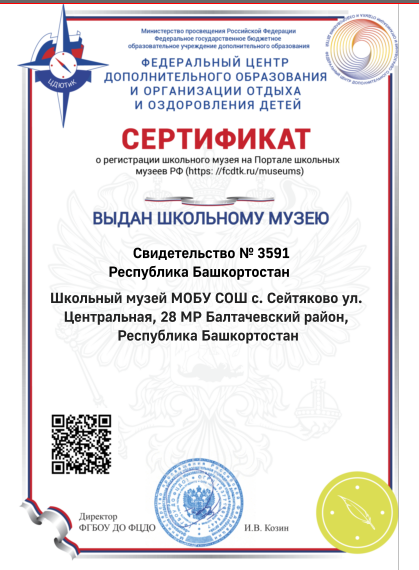 Министерство просвещения Российской Федерации
Федеральное государственное бюджетное
образовательное учреждение дополнительного образования
ФЕДЕРАЛЬНЫЙ ЦЕНТР
ДОПОЛНИТЕЛЬНОГО ОБРАЗОВАНИЯ
И ОРГАНИЗАЦИИ ОТДЫХА
И ОЗДОРОВЛЕНИЯ ДЕТЕЙ
ЦДЮТиК
СЕРТИФИКАТ
о регистрации школьного музея на Портале школьных
музеев РФ (https: //fcdtk.ru/museums)
ВЫДАН ШКОЛЬНОМУ МУЗЕЮ
Свидетельство № 3591
Республика Башкортостан
Школьный музей МОБУ СОШ с. Сейтяково ул.
Центральная, 28 МР Балтачевский район,
Республика Башкортостан
Директор
ФГБОУ ДО ФЦДО
И.В. Козин